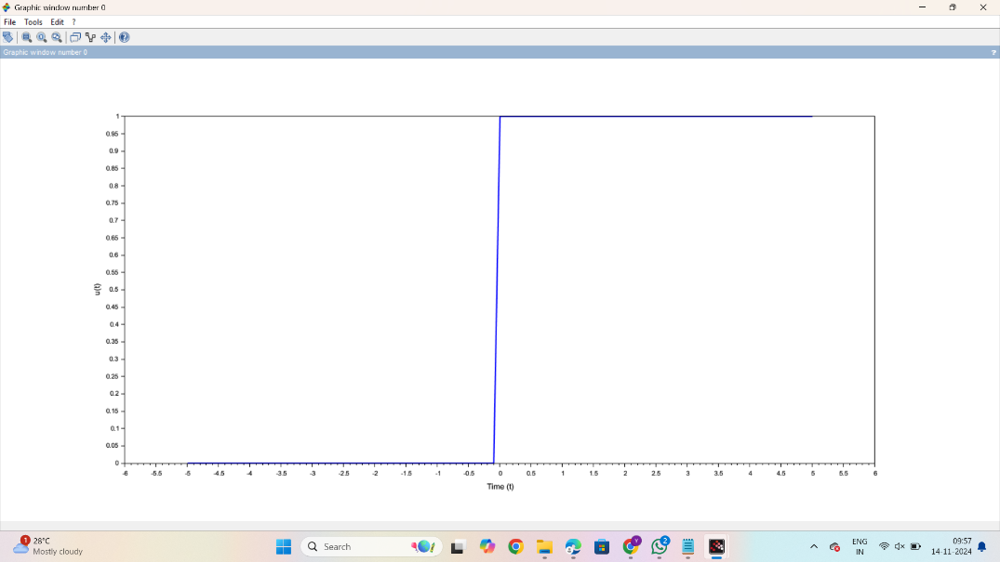 Graphic window number 0
File Tools Edit ?
Graphic window number 0 ?
1
0.95
0.9
0.85
0.8
0.75
0.7
0.65
0.6
0.55
0.5
0.45
0.4
0.35
0.3
0.25
0.2
0.15
0.1
0.05
0
u(t)
-6 -5.5 -5 -4.5 -4 -3.5 -3 -2.5 -2 -1.5 -1 -0.5 0 0.5 1 1.5 2 2.5 3 3.5 4 4.5 5 5.5 6
Time (t)
1
28°C
Mostly cloudy
Search
Y
2
ENG
IN
09:57
14-11-2024